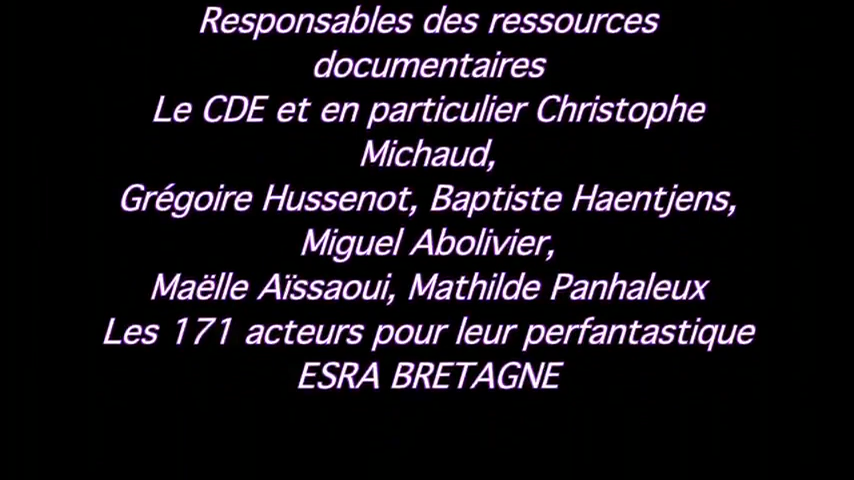 Responsables des ressources
documentaires
Le CDE et en particulier Christophe
Michaud,
Grégoire Hussenot, Baptiste Haentjens,
Miguel Abolivier,
Maëlle Aïssaoui, Mathilde Panhaleux
Les 171 acteurs pour leur perfantastique
ESRA BRETAGNE